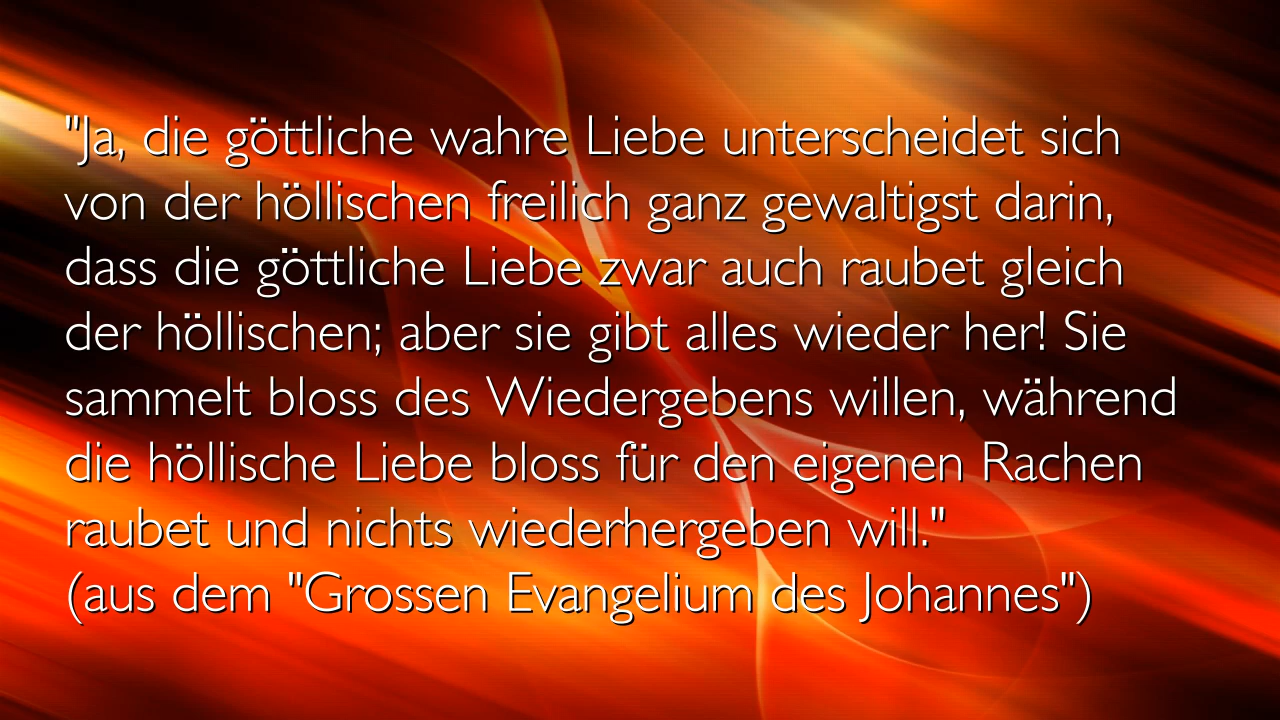 "Ja, die göttliche wahre Liebe unterscheidet sich
von der höllischen freilich ganz gewaltigst darin,
dass die göttliche Liebe zwar auch raubet gleich
der höllischen; aber sie gibt alles wieder her! Sie
sammelt bloss des Wiedergebens willen, während
die höllische Liebe bloss für den eigenen Rachen
raubet und nichts wiederhergeben will."
(aus dem "Grossen Evangelium des Johannes")